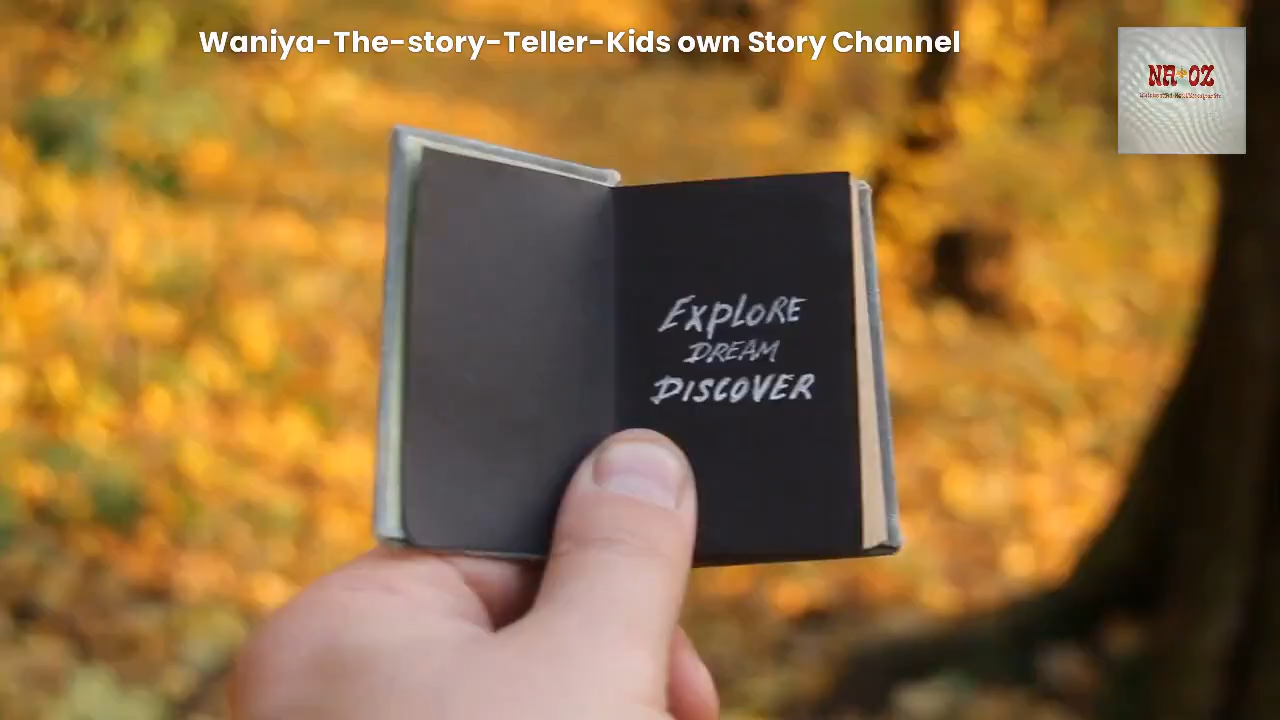 Waniya-The-story-Teller-Kids own Story Channel
NA OZ
EXPLORE
DREAM
DISCOVER